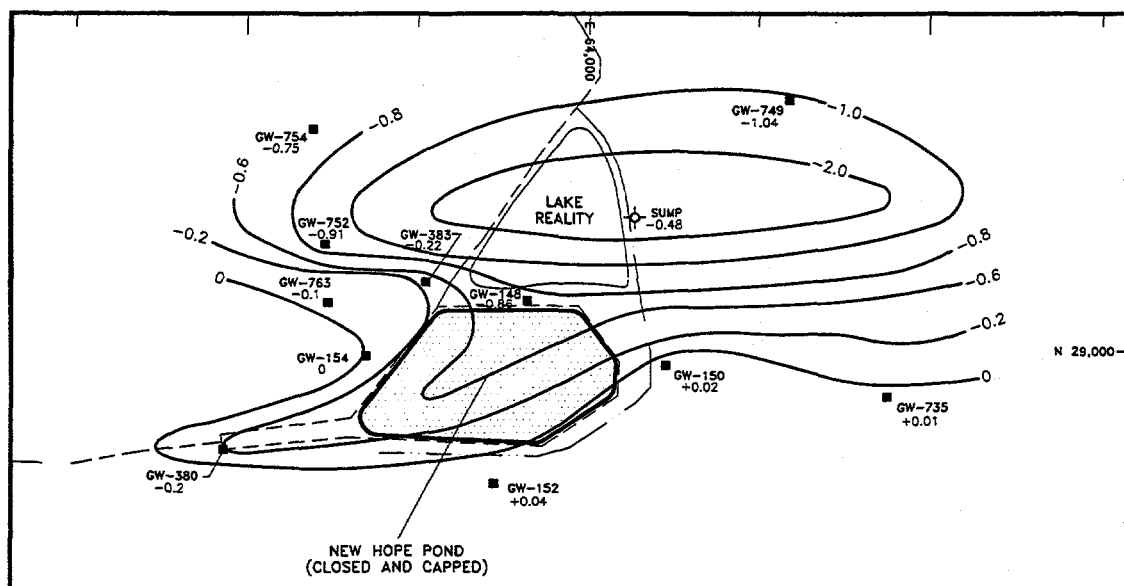 E-64,000
GW-749
-1.04
-1.0
-0.8
GW-754
-0.75
-0.6
-2.0
LAKE
REALITY
SUMP
-0.48
GW-752
-0.91
GW-383
-0.22
-0.2
-0.8
0
GW-763
-0.1
GW-148
-0.86
-0.6
-0.2
GW-154
0
N 29,000
GW-150
+0.02
0
GW-735
+0.01
GW-380
-0.2
GW-152
+0.04
NEW HOPE POND
(CLOSED AND CAPPED)